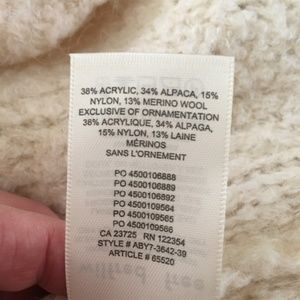 38% ACRYLIC, 34% ALPACA, 15%
NYLON, 13% MERINO WOOL
EXCLUSIVE OF ORNAMENTATION
38% ACRYLIQUE, 34% ALPAGA,
15% NYLON, 13% LAINE
MÉRINOS
SANS L'ORNEMENT
PO 4500106888
PO 4500106889
PO 4500106892
PO 4500109564
PO 4500109565
PO 4500109566
CA 23725 RN 122354
STYLE # ABY7-3642-39
ARTICLE # 65520